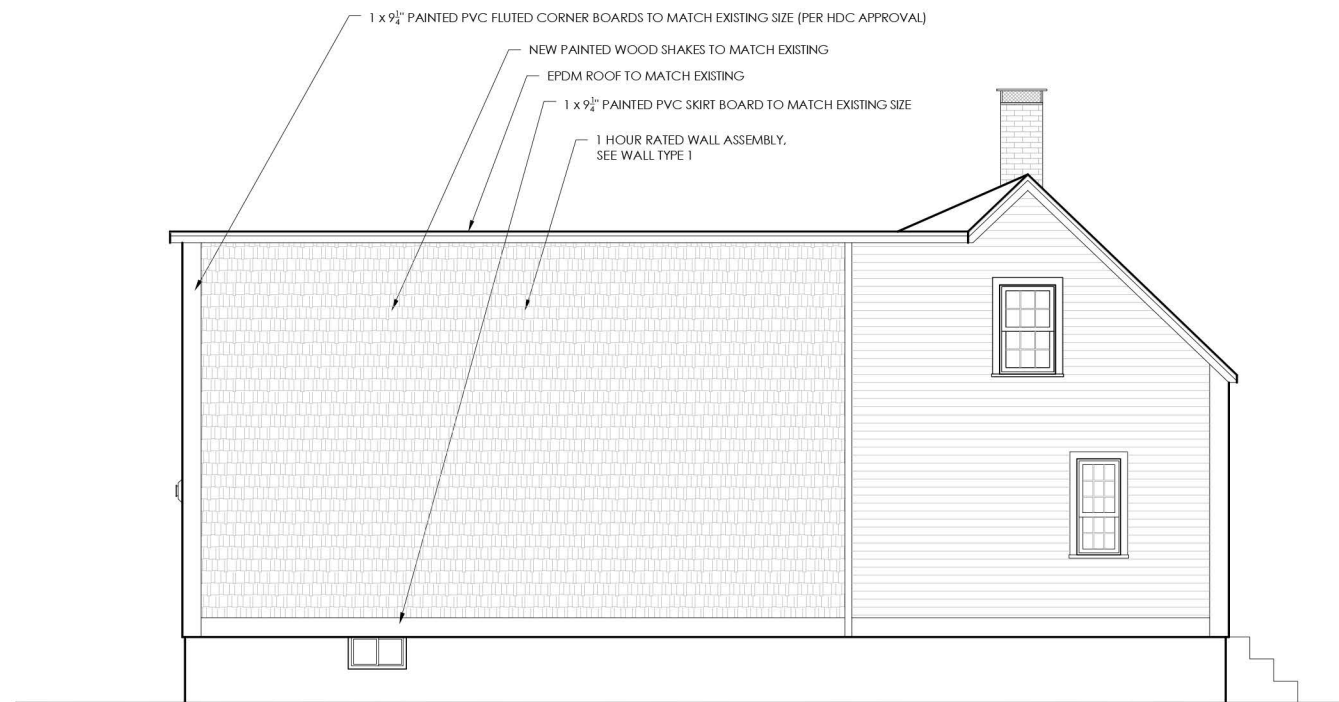 1 x 9¼" PAINTED PVC FLUTED CORNER BOARDS TO MATCH EXISTING SIZE (PER HDC APPROVAL)
NEW PAINTED WOOD SHAKES TO MATCH EXISTING
EPDM ROOF TO MATCH EXISTING
1 x 9¼" PAINTED PVC SKIRT BOARD TO MATCH EXISTING SIZE
1 HOUR RATED WALL ASSEMBLY,
SEE WALL TYPE 1